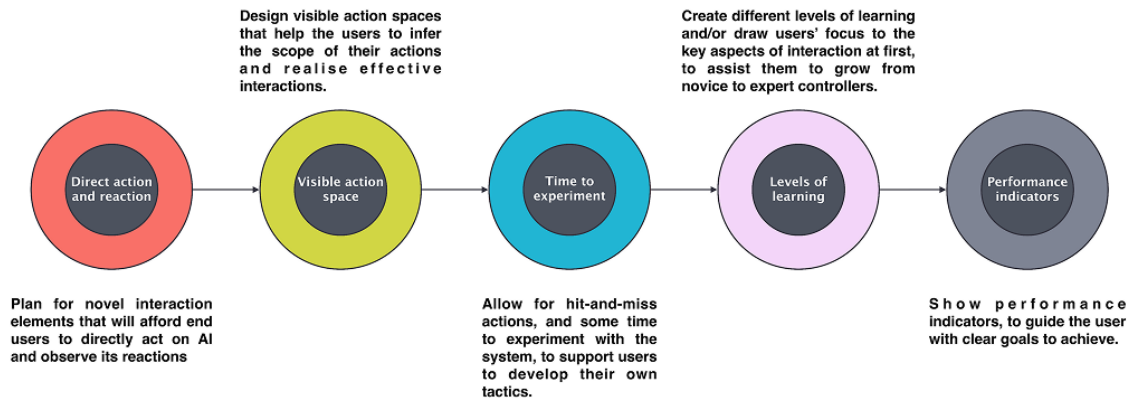 Design visible action spaces
that help the users to infer
the scope of their actions
and realise effective
interactions.
Create different levels of learning
and/or draw users' focus to the
key aspects of interaction at first,
to assist them to grow from
novice to expert controllers.
Direct action
and reaction
Visible action
space
Time to
experiment
Levels of
learning
Performance
indicators
Plan for novel interaction
elements that will afford end
users to directly act on AI
and observe its reactions
Allow for hit-and-miss
actions, and some time
to experiment with the
system, to support users
to develop their own
tactics.
Show performance
indicators, to guide the user
with clear goals to achieve.